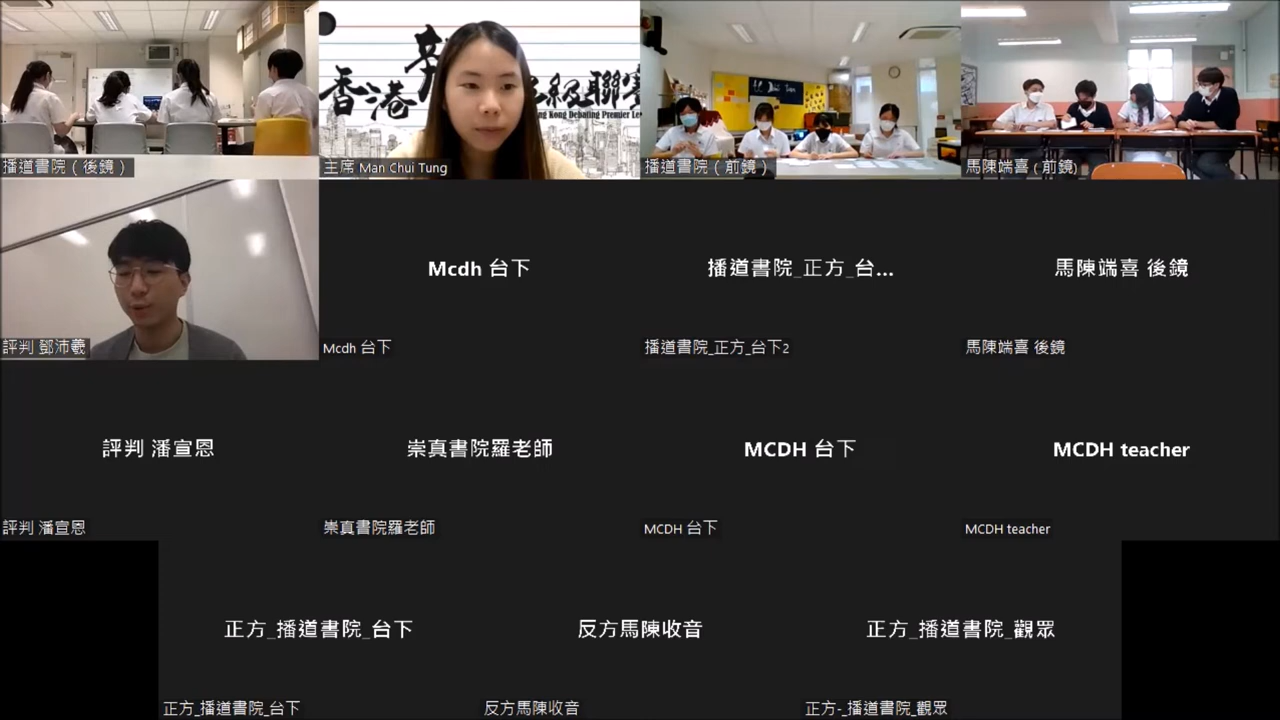 香港 級聯賽
ng Kong Debating Premier Le
播道書院（後鏡）
主席 Man Chui Tung
播道書院（前鏡）
馬陳端喜（前鏡）
Mcdh 台下
播道書院_正方_台...
馬陳端喜 後鏡
評判 鄧沛羲
Mcdh 台下
播道書院_正方_台下2
馬陳端喜 後鏡
評判 潘宣恩
崇真書院羅老師
MCDH 台下
MCDH teacher
評判 潘宣恩
崇真書院羅老師
MCDH 台下
MCDH teacher
正方_播道書院_台下
反方馬陳收音
正方_播道書院_觀眾
正方_播道書院_台下
反方馬陳收音
正方-_播道書院_觀眾